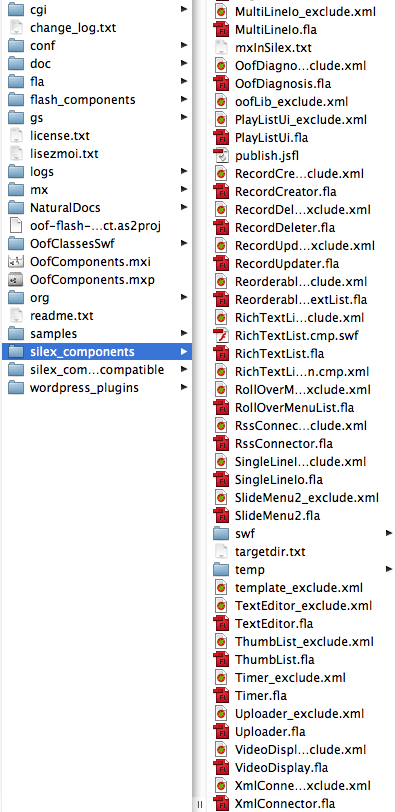 cgi
change_log.txt
conf
doc
fla
flash_components
gs
license.txt
lisezmoi.txt
logs
mx
NaturalDocs
oof-flash-...ct.as2proj
OofClassesSwf
OofComponents.mxi
OofComponents.mxp
org
readme.txt
samples
silex_components
silex_com...compatible
wordpress_plugins
MultiLineIo_exclude.xml
MultiLineIo.fla
mxInSilex.txt
OofDiagno...clude.xml
OofDiagnosis.fla
oofLib_exclude.xml
PlayListUi_exclude.xml
PlayListUi.fla
publish.jsfl
RecordCre...clude.xml
RecordCreator.fla
RecordDel...xclude.xml
RecordDeleter.fla
RecordUpd...xclude.xml
RecordUpdater.fla
Reorderabl...clude.xml
Reorderabl...extList.fla
RichTextLi...clude.xml
RichTextList.cmp.swf
RichTextList.fla
RichTextLi...n.cmp.xml
RollOverM...xclude.xml
RollOverMenuList.fla
RssConnec...clude.xml
RssConnector.fla
SingleLineI...clude.xml
SingleLineIo.fla
SlideMenu2_exclude.xml
SlideMenu2.fla
swf
targetdir.txt
temp
template_exclude.xml
TextEditor_exclude.xml
TextEditor.fla
ThumbList_exclude.xml
ThumbList.fla
Timer_exclude.xml
Timer.fla
Uploader_exclude.xml
Uploader.fla
VideoDispl...clude.xml
VideoDisplay.fla
XmlConne...xclude.xml
XmlConnector.fla